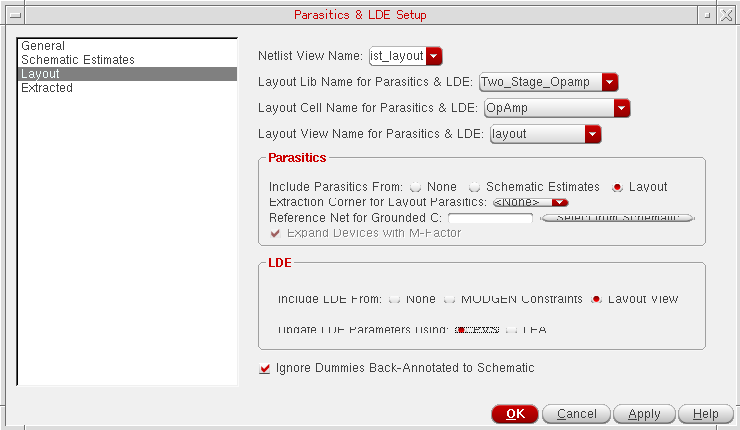 Parasitics & LDE Setup
General
Schematic Estimates
Layout
Extracted
Netlist View Name: ist_layout
Layout Lib Name for Parasitics & LDE: Two_Stage_Opamp
Layout Cell Name for Parasitics & LDE: OpAmp
Layout View Name for Parasitics & LDE: layout
Parasitics
Include Parasitics From: None Schematic Estimates Layout
Extraction Corner for Layout Parasitics: <None>
Reference Net for Grounded C: Select from Schematic
Expand Devices with M-Factor
LDE
Include LDE From: None MODGEN Constraints Layout View
Update LDE Parameters Using:
Ignore Dummies Back-Annotated to Schematic
OK Cancel Apply Help